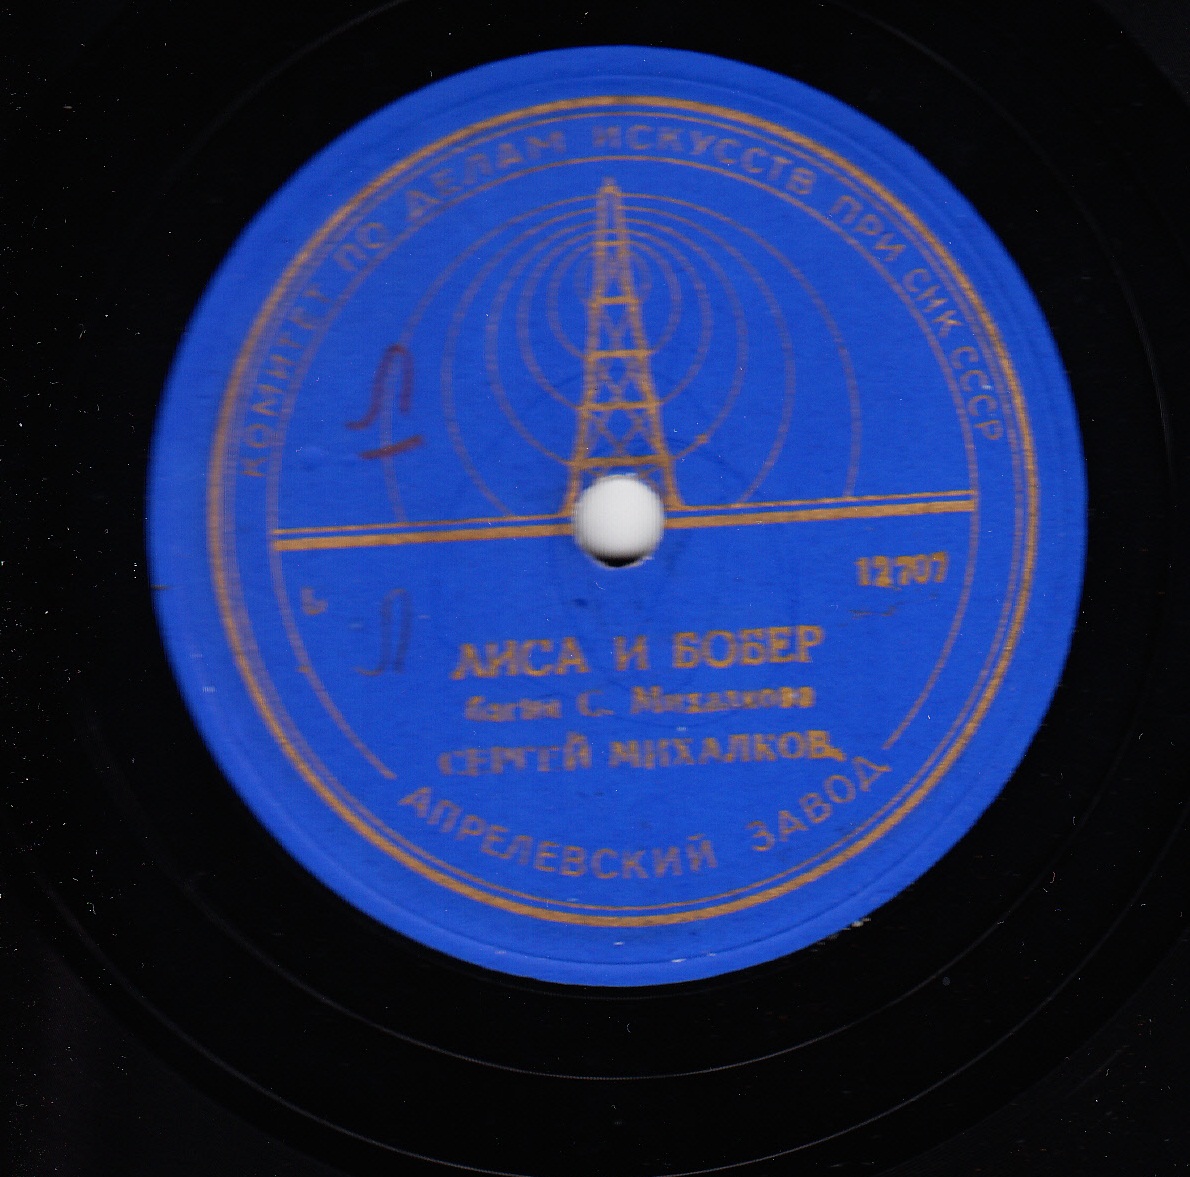 КОМИТЕТ ПО ДЕЛАМ ИСКУССТВ ПРИ СНК СССР
12707
ЛИСА И БОБЕР
басня С. Михалкова
СЕРГЕЙ МИХАЛКОВ
АПРЕЛЕВСКИЙ ЗАВОД